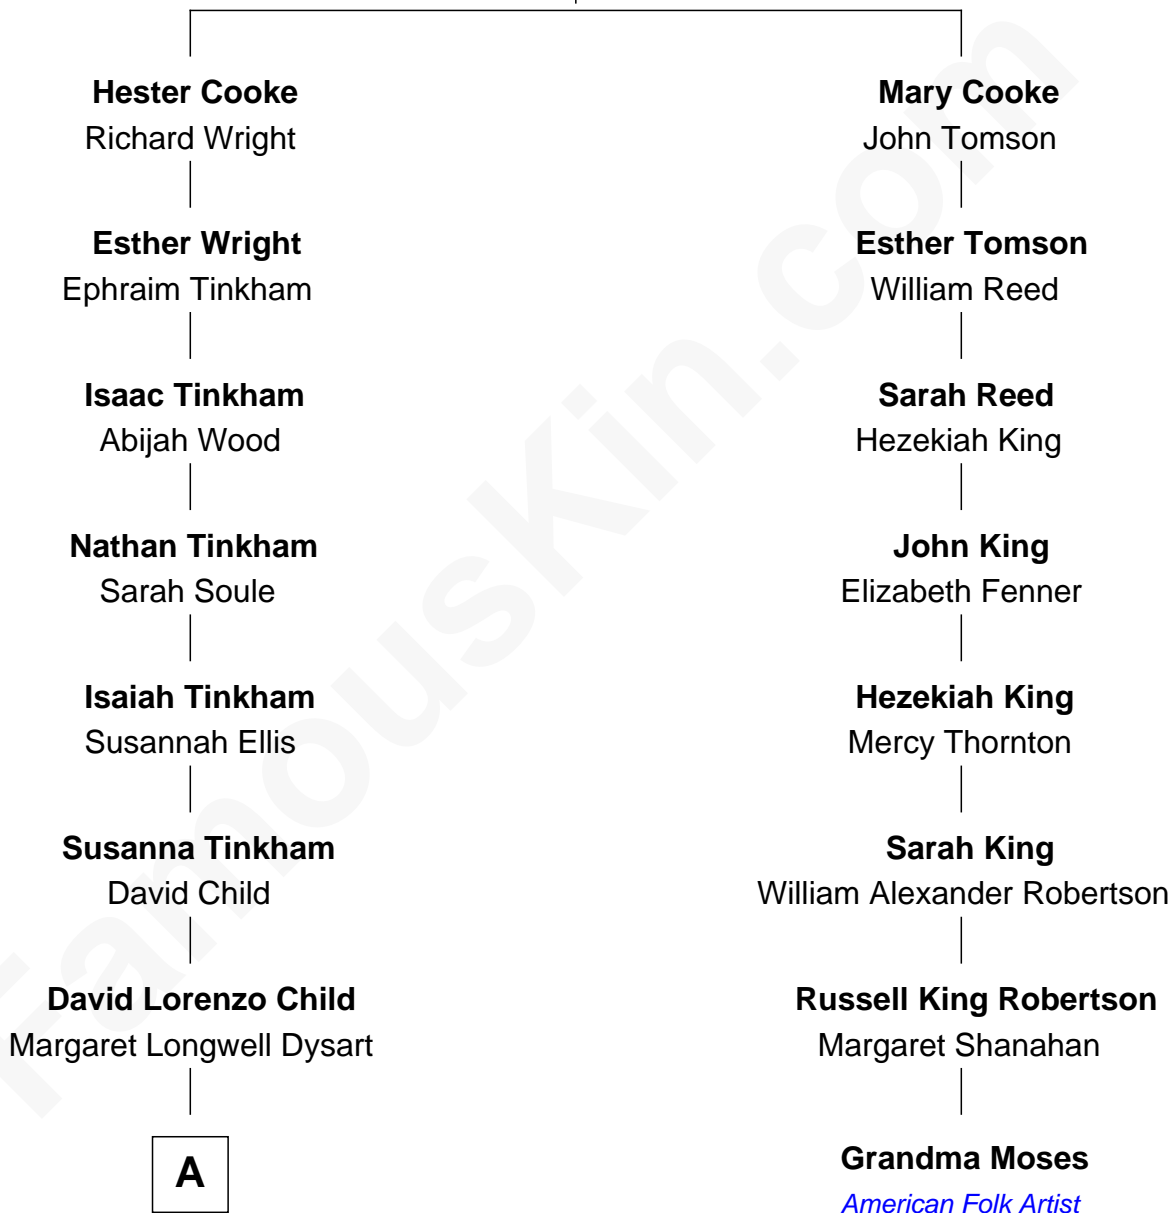 Hester Cooke
Richard Wright
Mary Cooke
John Tomson
Esther Wright
Ephraim Tinkham
Esther Tomson
William Reed
Isaac Tinkham
Abijah Wood
Sarah Reed
Hezekiah King
Nathan Tinkham
Sarah Soule
John King
Elizabeth Fenner
Isaiah Tinkham
Susannah Ellis
Hezekiah King
Mercy Thornton
Susanna Tinkham
David Child
Sarah King
William Alexander Robertson
David Lorenzo Child
Margaret Longwell Dysart
Russell King Robertson
Margaret Shanahan
A
Grandma Moses
American Folk Artist
FamousKin.com